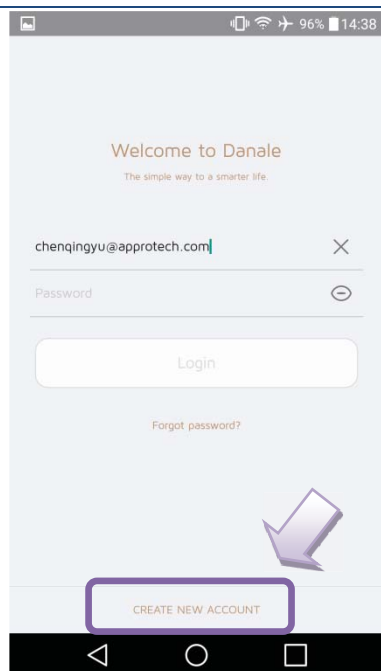 96% 14:38
Welcome to Danale
The simple way to a smarter life.
chenqingyu@approtech.com
Password
Login
Forgot password?
CREATE NEW ACCOUNT